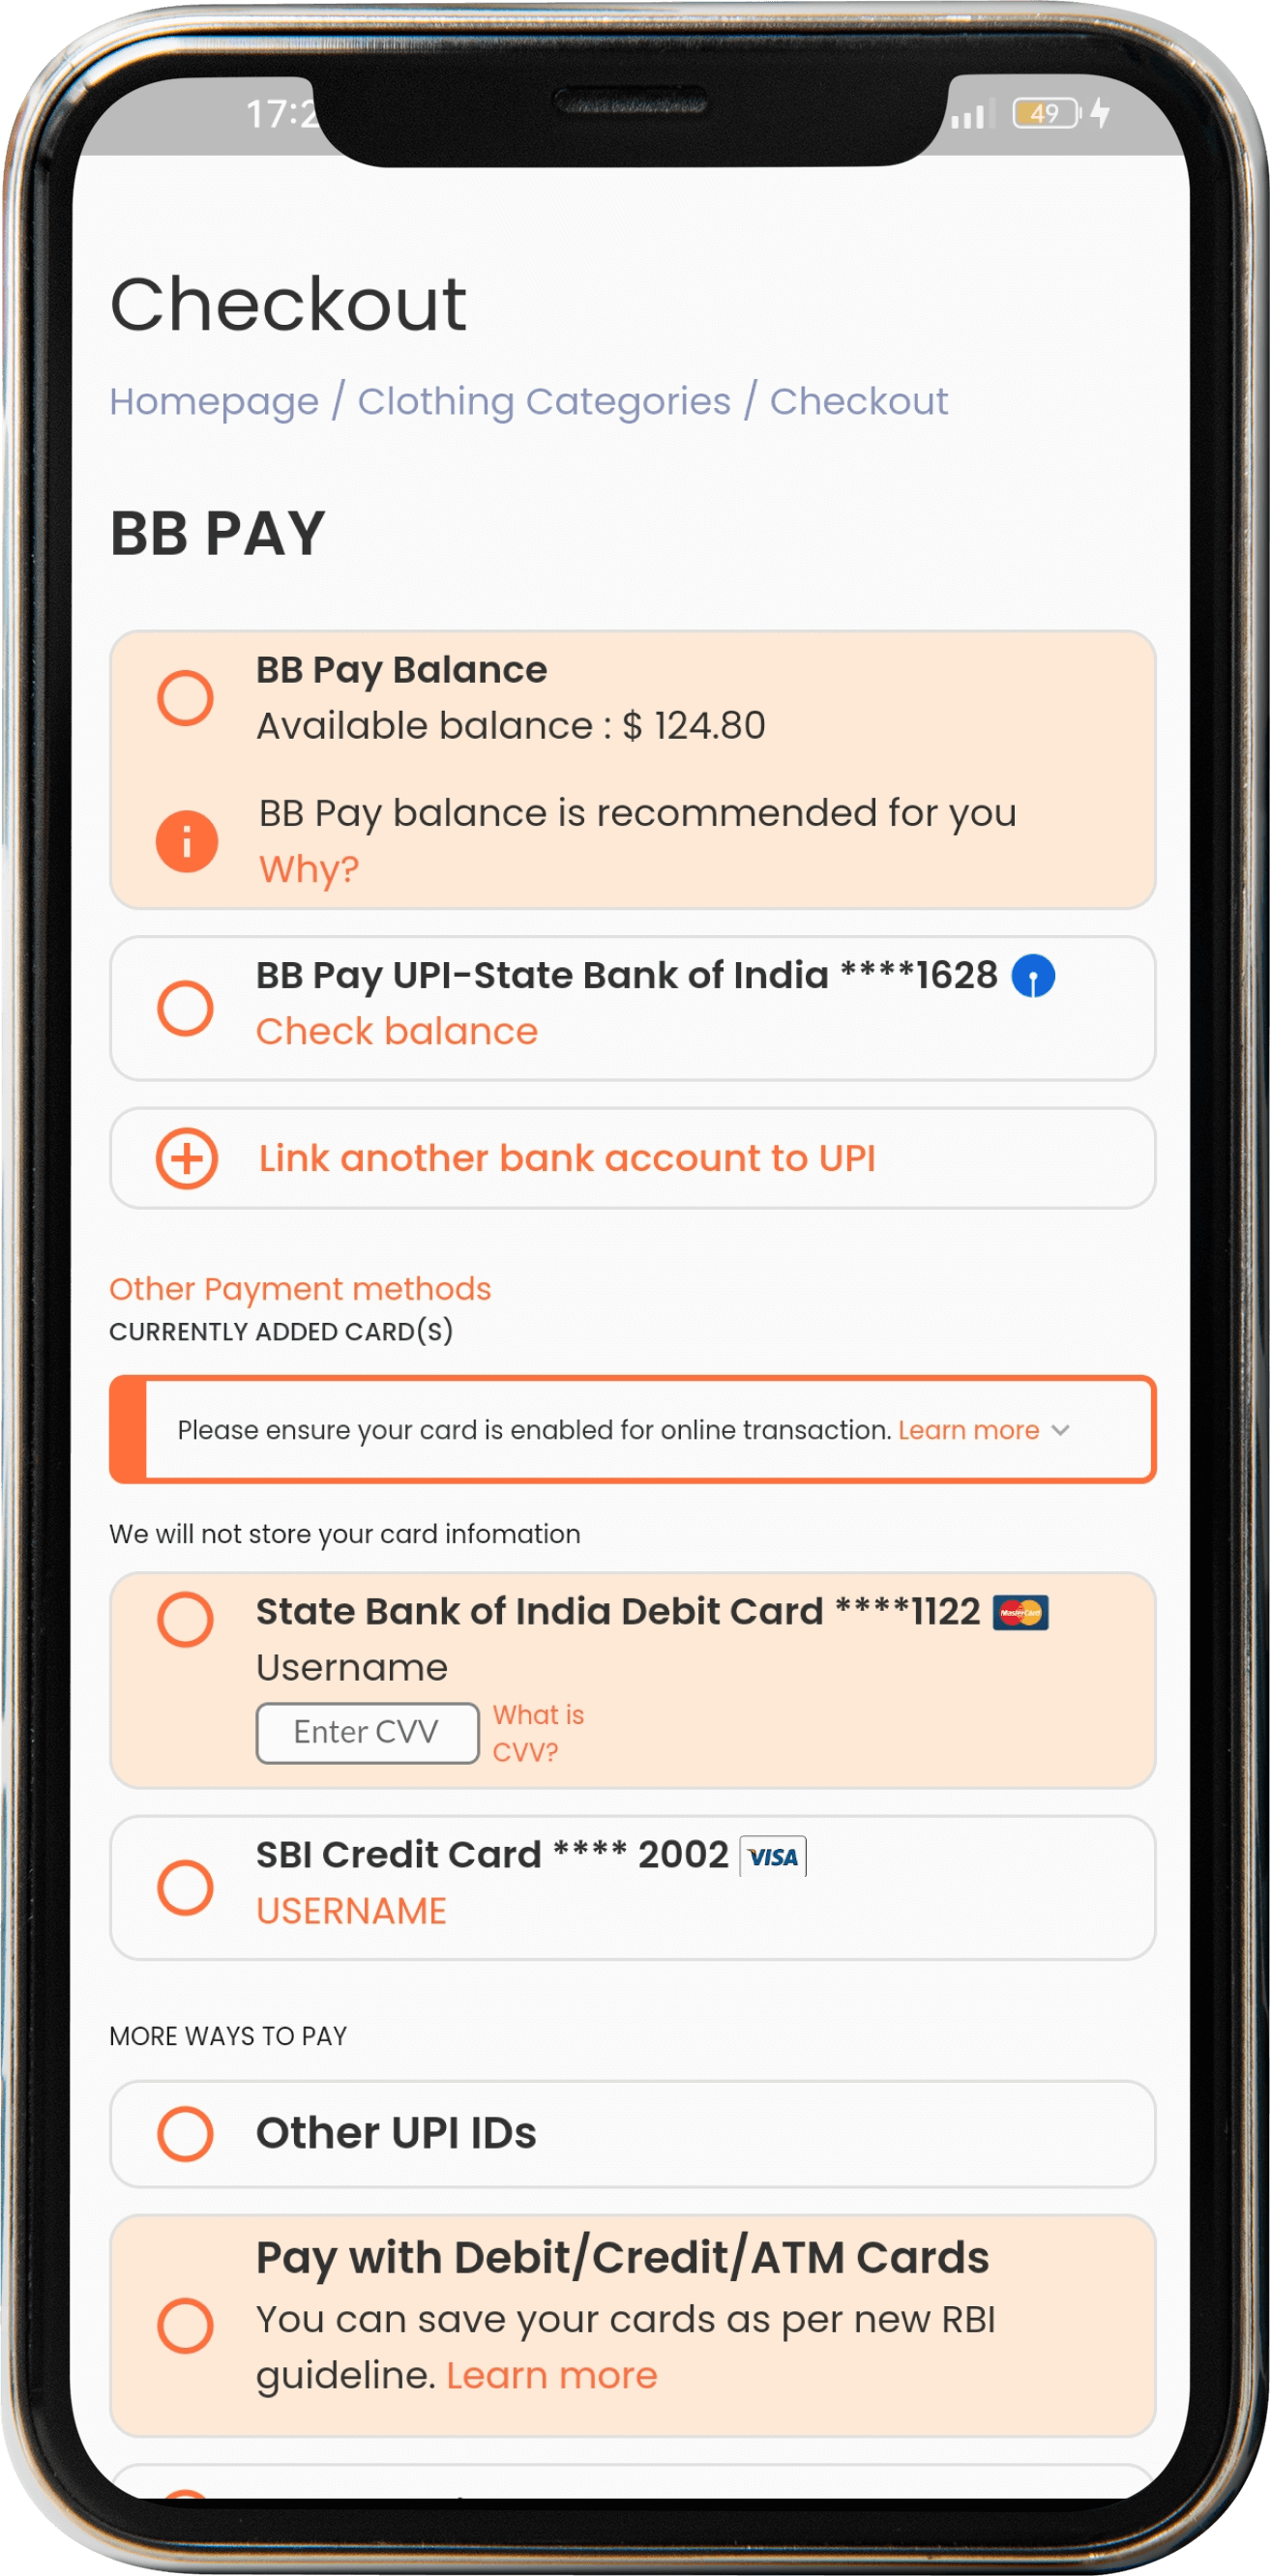 49
Checkout
Homepage / Clothing Categories / Checkout
BB PAY
BB Pay Balance
Available balance : $ 124.80
BB Pay balance is recommended for you
Why?
BB Pay UPI-State Bank of India ****1628
Check balance
Link another bank account to UPI
Other Payment methods
CURRENTLY ADDED CARD(S)
Please ensure your card is enabled for online transaction. Learn more
We will not store your card infomation
State Bank of India Debit Card ****1122 MasterCard
Username
Enter CVV
What is
CVV?
SBI Credit Card **** 2002 VISA
USERNAME
MORE WAYS TO PAY
Other UPI IDs
Pay with Debit/Credit/ATM Cards
You can save your cards as per new RBI
guideline. Learn more